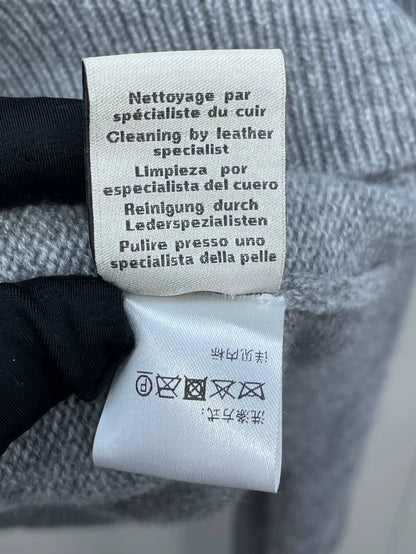 Nettoyage par
spécialiste du cuir
Cleaning by leather
specialist
Limpieza por
especialista del cuero
Reinigung durch
Lederspezialisten
Pulire presso uno
specialista della pelle
洗涤方式:
P
详见内标